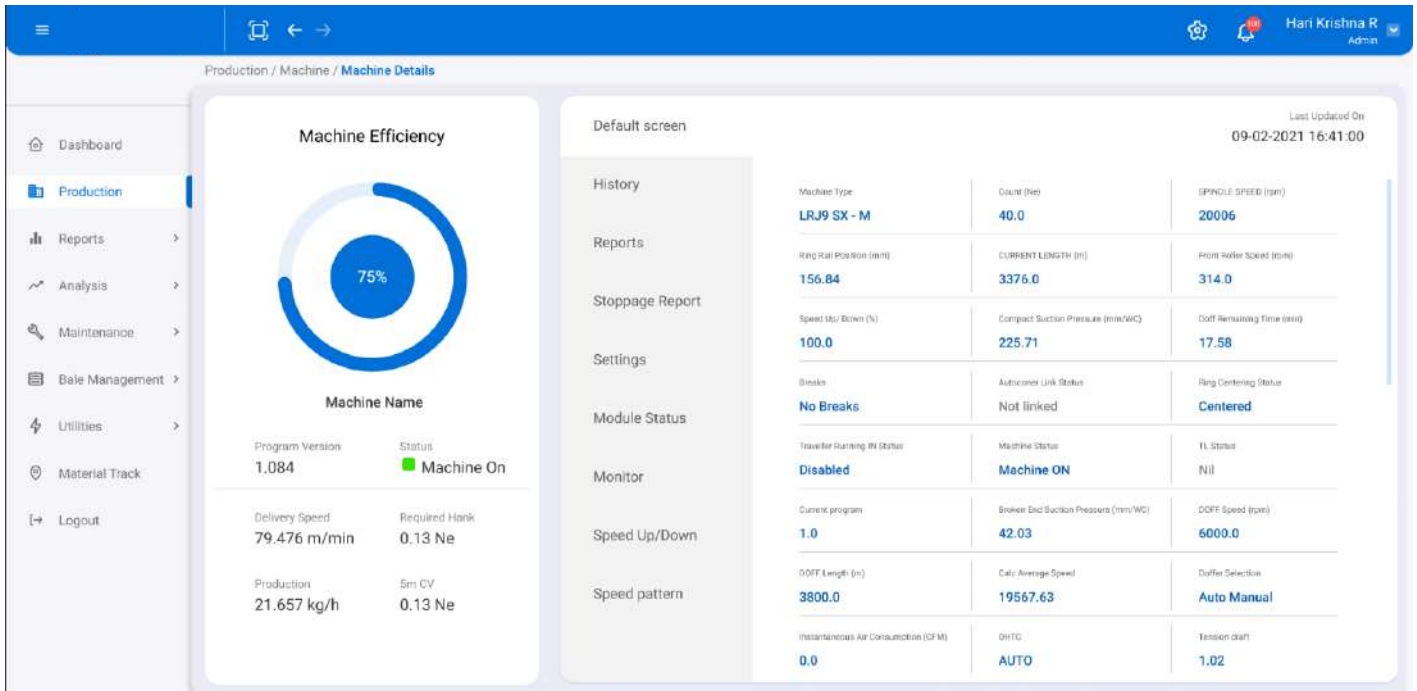 100
Hari Krishna R
Admin
Production / Machine / Machine Details
Dashboard
Production
Reports
Analysis
Maintenance
Bale Management
Utilities
Material Track
Logout
Machine Efficiency
75%
Machine Name
Program Version
1.084
Status
Machine On
Delivery Speed
79.476 m/min
Required Hank
0.13 Ne
Production
21.657 kg/h
5m CV
0.13 Ne
Default screen
Last Updated On
09-02-2021 16:41:00
History
Reports
Stoppage Report
Settings
Module Status
Monitor
Speed Up/Down
Speed pattern
Machine Type
LRJ9 SX - M
Count (Ne)
40.0
SPINDLE SPEED (rpm)
20006
Ring Rail Position (mm)
156.84
CURRENT LENGTH (m)
3376.0
Front Roller Speed (rpm)
314.0
Speed Up/ Down (%)
100.0
Compact Suction Pressure (mm/WC)
225.71
Doff Remaining Time (min)
17.58
Breaks
No Breaks
Autoconer Link Status
Not linked
Ring Centering Status
Centered
Traveller Running IN Status
Disabled
Machine Status
Machine ON
TL Status
Nil
Current program
1.0
Broken End Suction Pressure (mm/WC)
42.03
DOFF Speed (rpm)
6000.0
DOFF Length (m)
3800.0
Calc Average Speed
19567.63
Doffer Selection
Auto Manual
Instantaneous Air Consumption (CFM)
0.0
OHTC
AUTO
Tension draft
1.02